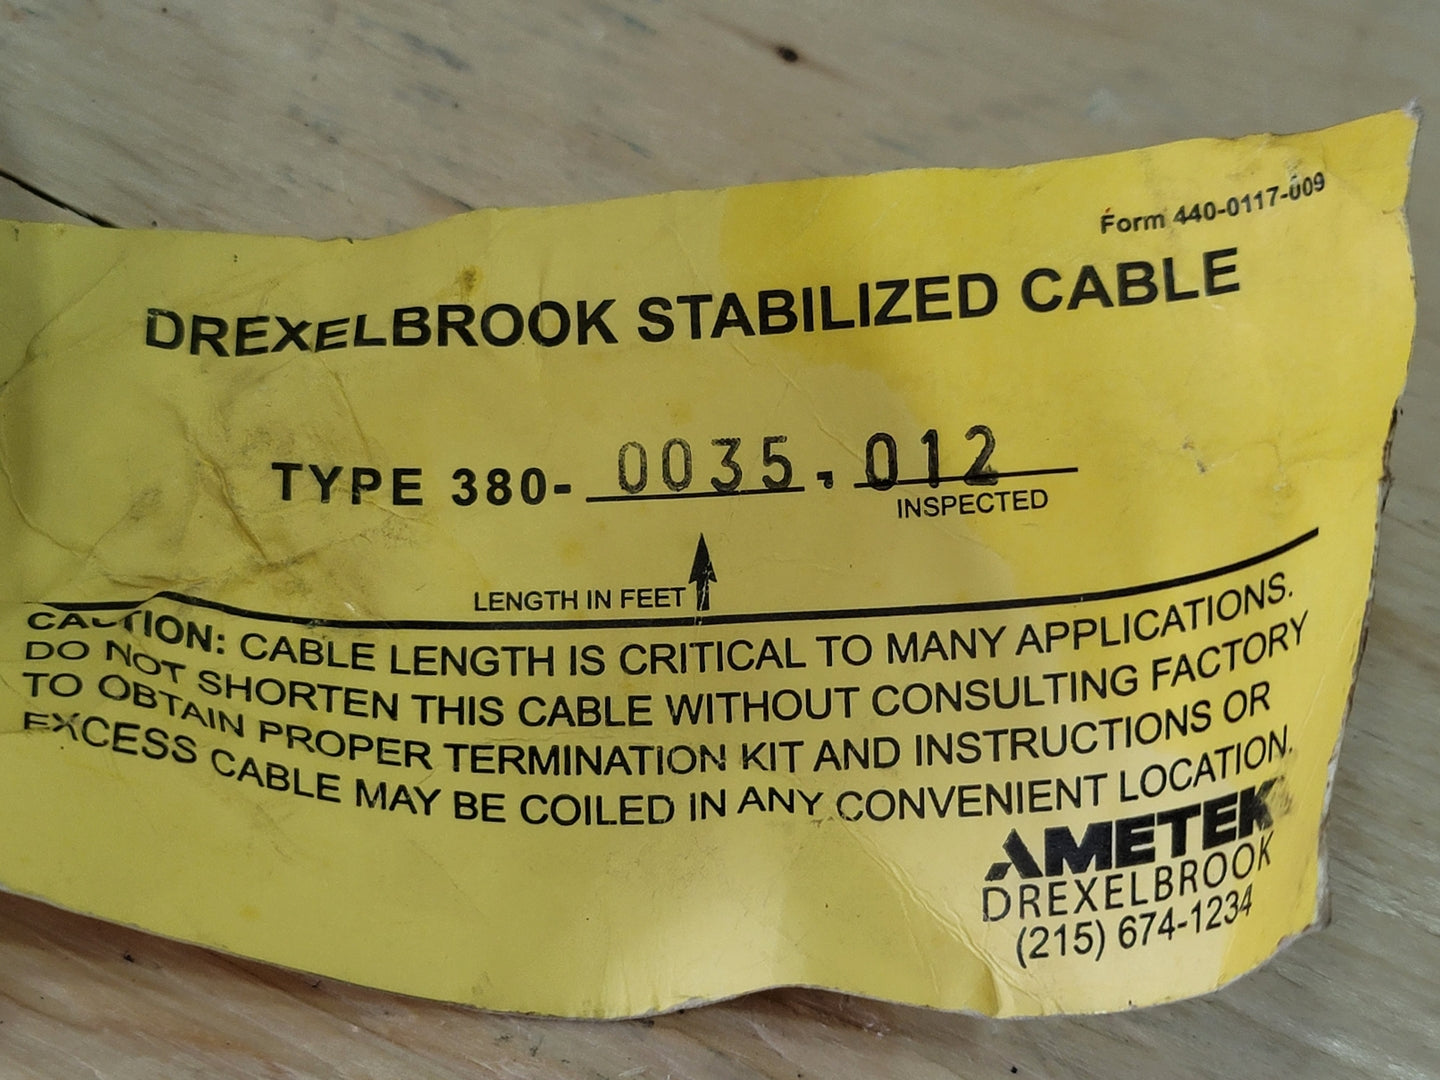 Form 440-0117-009
DREXELBROOK STABILIZED CABLE
TYPE 380- 0035 - 012
INSPECTED
LENGTH IN FEET
CAUTION: CABLE LENGTH IS CRITICAL TO MANY APPLICATIONS.
DO NOT SHORTEN THIS CABLE WITHOUT CONSULTING FACTORY
TO OBTAIN PROPER TERMINATION KIT AND INSTRUCTIONS OR
EXCESS CABLE MAY BE COILED IN ANY CONVENIENT LOCATION.
AMETEK
DREXELBROOK
(215) 674-1234